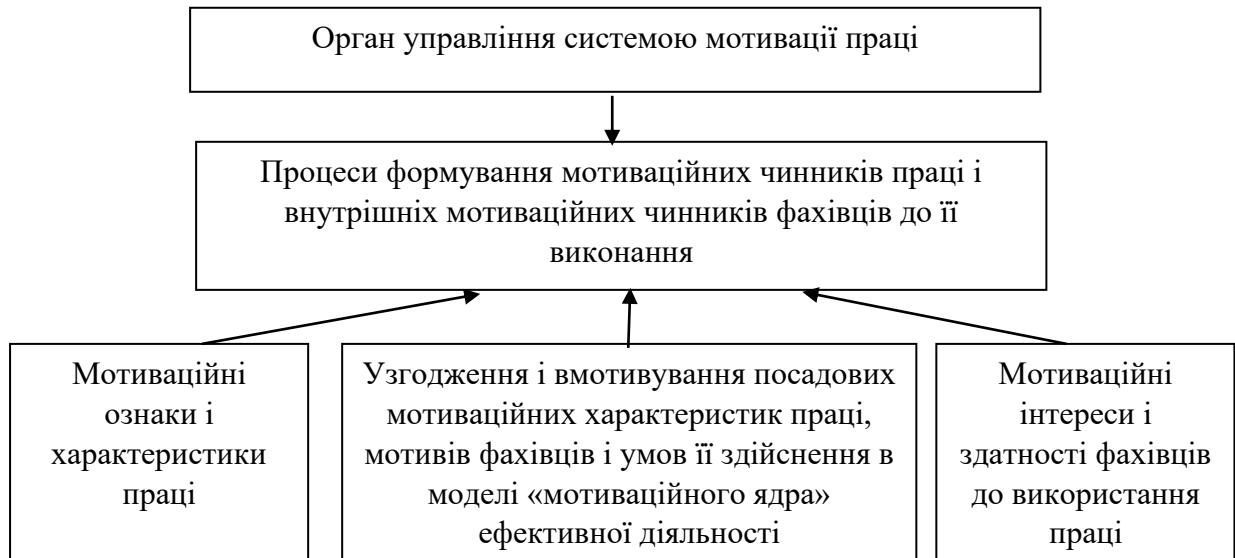 Орган управління системою мотивації праці
Процеси формування мотиваційних чинників праці і
внутрішніх мотиваційних чинників фахівців до її
виконання
Мотиваційні
ознаки і
характеристики
праці
Узгодження і вмотивування посадових
мотиваційних характеристик праці,
мотивів фахівців і умов її здійснення в
моделі «мотиваційного ядра»
ефективної діяльності
Мотиваційні
інтереси і
здатності фахівців
до використання
праці